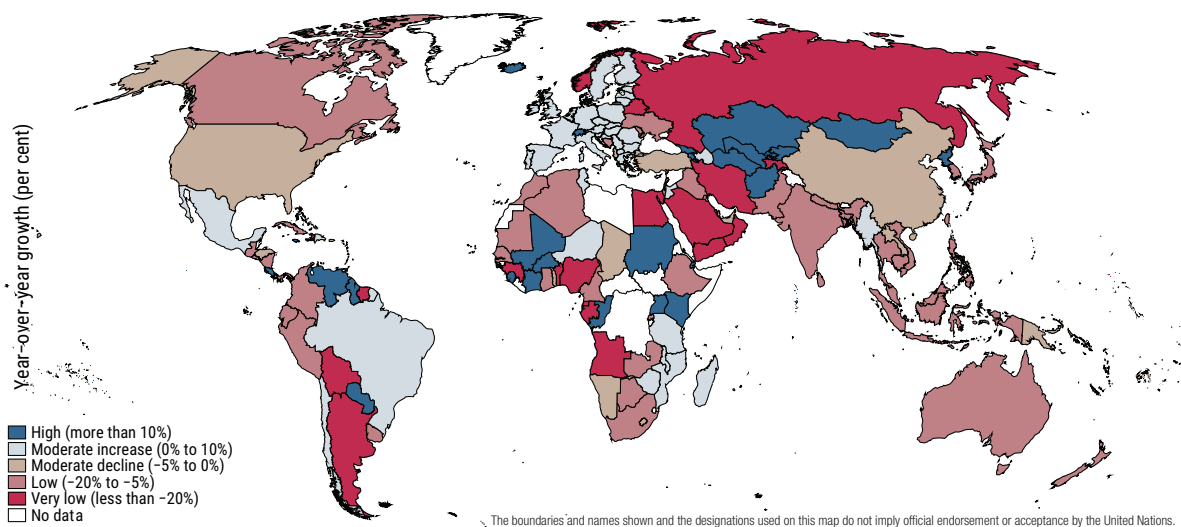 Year-over-year growth (per cent)
High (more than 10%)
Moderate increase (0% to 10%)
Moderate decline (−5% to 0%)
Low (−20% to −5%)
Very low (less than −20%)
No data
The boundaries and names shown and the designations used on this map do not imply official endorsement or acceptance by the United Nations.